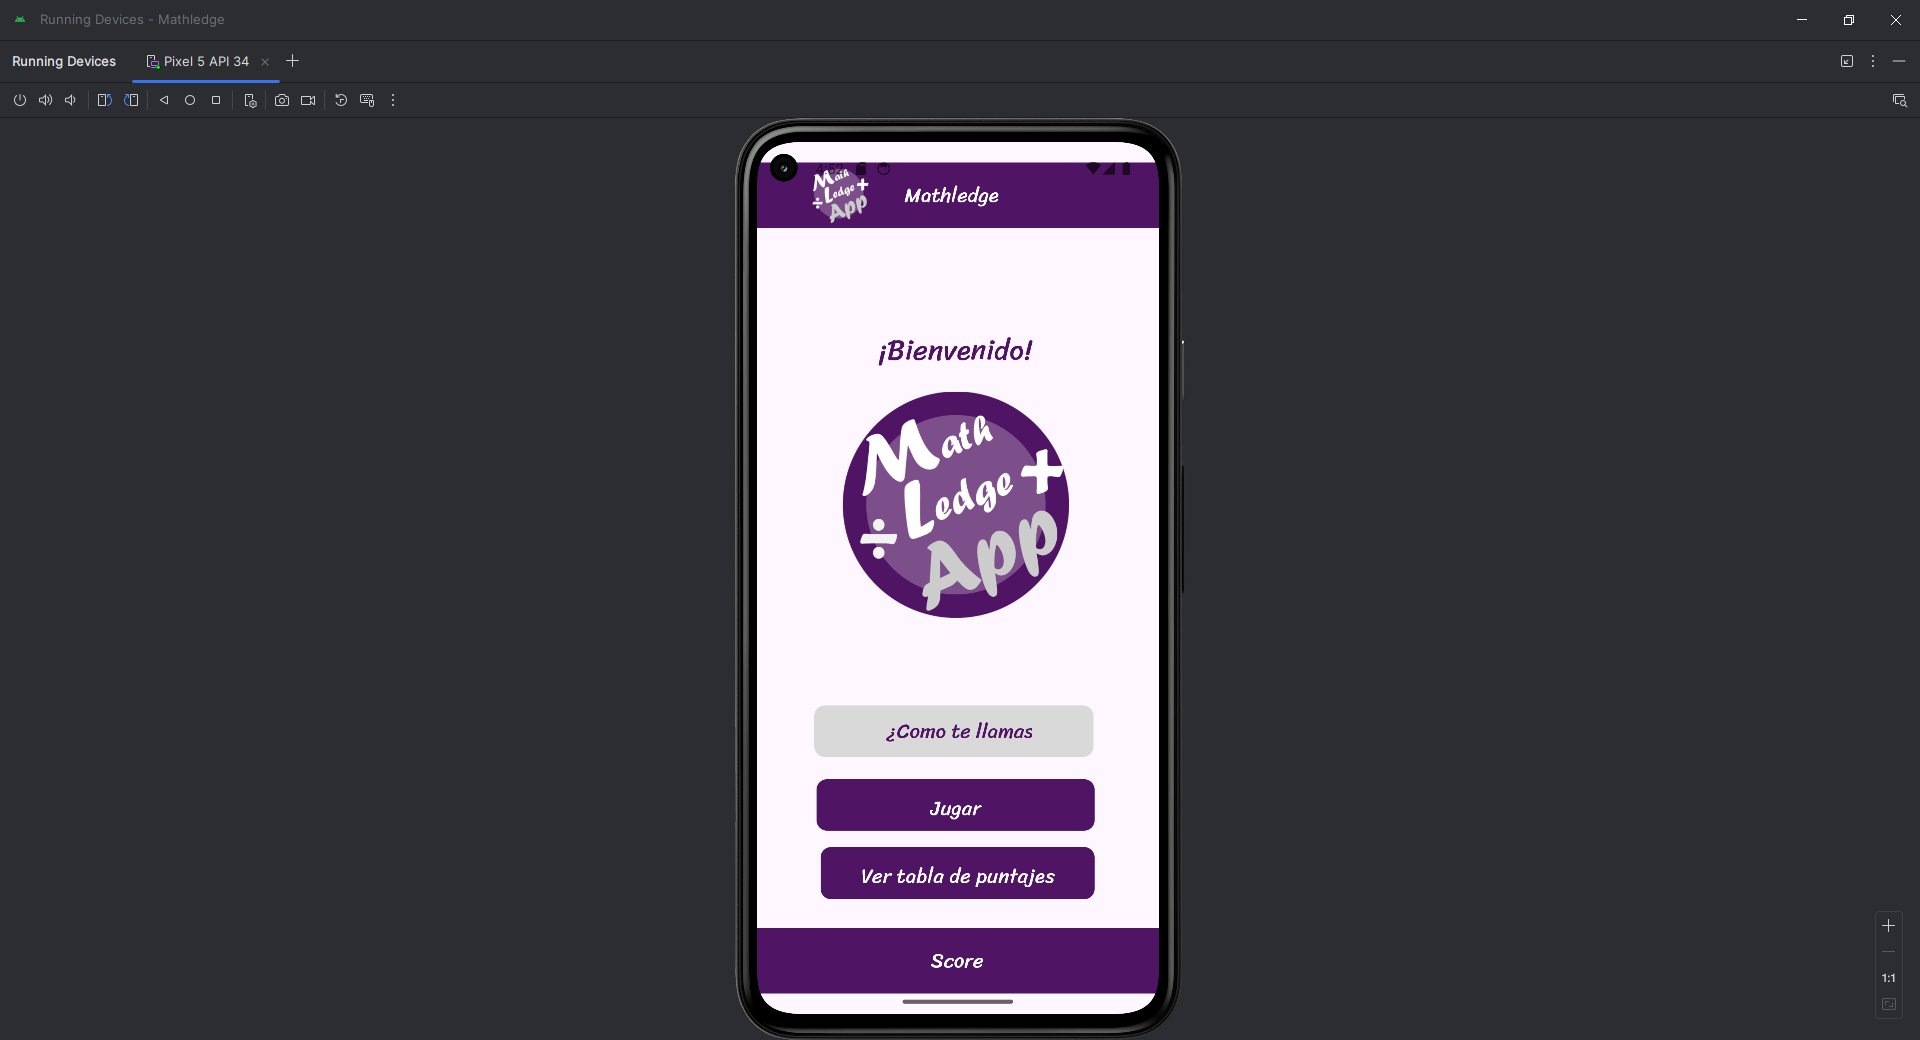 Running Devices - Mathledge
Running Devices
Pixel 5 API 34
Math
Ledge +
÷ App
Mathledge
¡Bienvenido!
Math
Ledge +
÷ App
¿Como te llamas
Jugar
Ver tabla de puntajes
Score
1:1